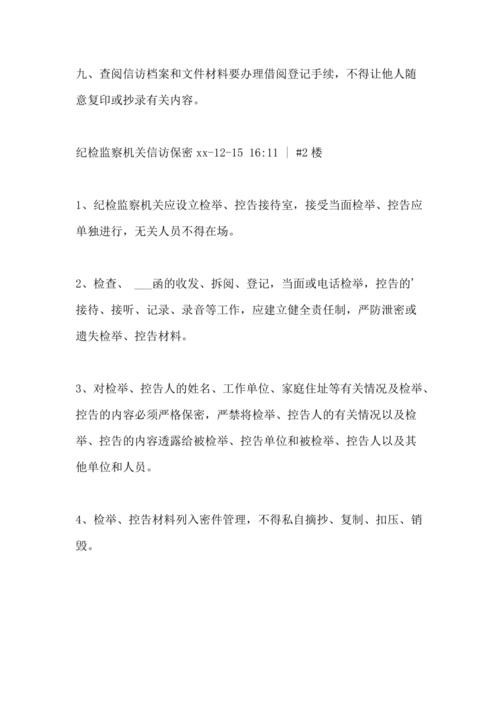 九、查阅信访档案和文件材料要办理借阅登记手续，不得让他人随
意复印或抄录有关内容。
纪检监察机关信访保密 xx-12-15 16:11 | #2 楼
1、纪检监察机关应设立检举、控告接待室，接受当面检举、控告应
单独进行，无关人员不得在场。
2、检查、 ___函的收发、拆阅、登记，当面或电话检举，控告的'
接待、接听、记录、录音等工作，应建立健全责任制，严防泄密或
遗失检举、控告材料。
3、对检举、控告人的姓名、工作单位、家庭住址等有关情况及检举、
控告的内容必须严格保密，严禁将检举、控告人的有关情况以及检
举、控告的内容透露给被检举、控告单位和被检举、控告人以及其
他单位和人员。
4、检举、控告材料列入密件管理，不得私自摘抄、复制、扣压、销
毁。